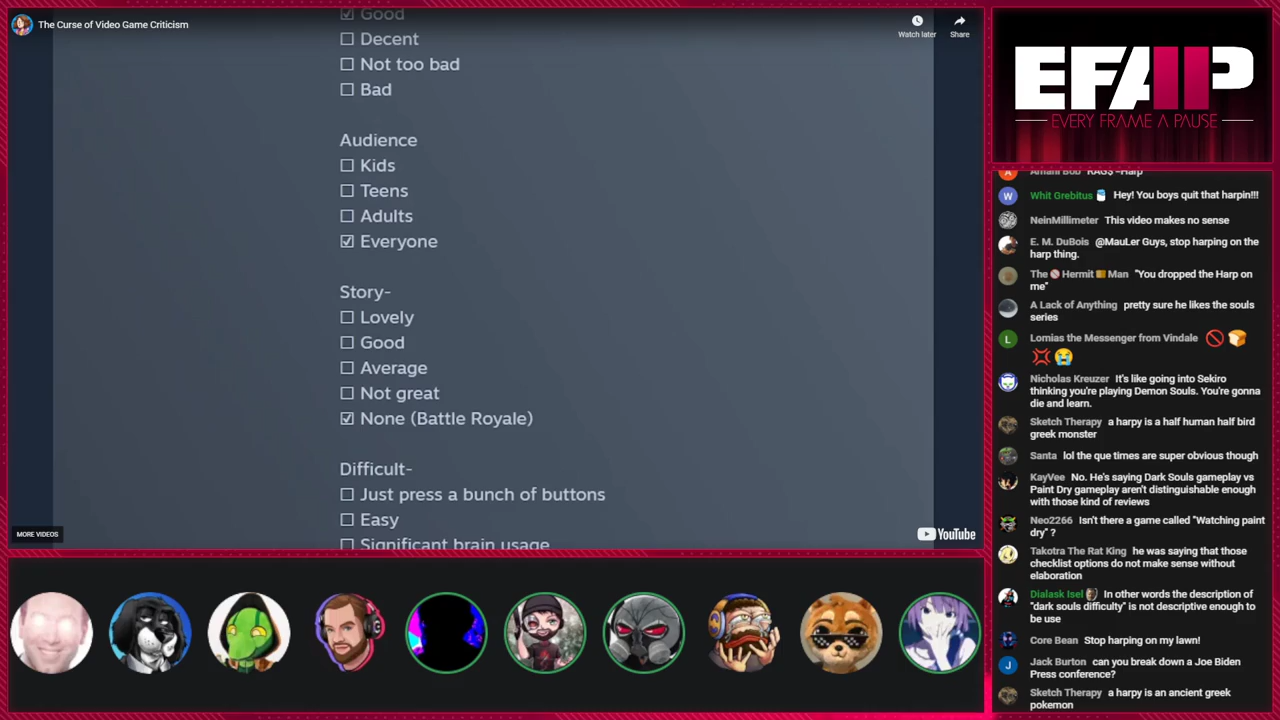 The Curse of Video Game Criticism
Watch later
Share
☑ Good
☐ Decent
☐ Not too bad
☐ Bad
Audience
☐ Kids
☐ Teens
☐ Adults
☑ Everyone
Story-
☐ Lovely
☐ Good
☐ Average
☐ Not great
☑ None (Battle Royale)
Difficult-
☐ Just press a bunch of buttons
☐ Easy
☐ Significant brain usage
MORE VIDEOS
YouTube
EFAP
EVERY FRAME A PAUSE
Amani Bob RAG$ =Harp
Whit Grebitus Hey! You boys quit that harpin!!!
NeinMillimeter This video makes no sense
E. M. DuBois @MauLer Guys, stop harping on the
harp thing.
The 🚫 Hermit Man "You dropped the Harp on
me"
A Lack of Anything pretty sure he likes the souls
series
Lomias the Messenger from Vindale 🚫 🍞
💢 😭
Nicholas Kreuzer It's like going into Sekiro
thinking you're playing Demon Souls. You're gonna
die and learn.
Sketch Therapy a harpy is a half human half bird
greek monster
Santa lol the que times are super obvious though
KayVee No. He's saying Dark Souls gameplay vs
Paint Dry gameplay aren't distinguishable enough
with those kind of reviews
Neo2266 Isn't there a game called "Watching paint
dry" ?
Takotra The Rat King he was saying that those
checklist options do not make sense without
elaboration
Dialask Isel In other words the description of
"dark souls difficulty" is not descriptive enough to
be use
Core Bean Stop harping on my lawn!
Jack Burton can you break down a Joe Biden
Press conference?
Sketch Therapy a harpy is an ancient greek
pokemon